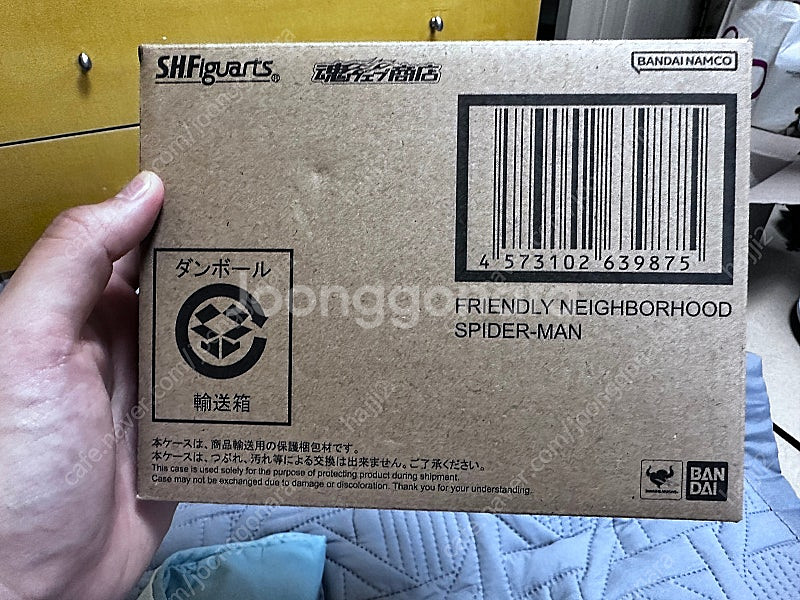 S.H.Figuarts®
魂ウェブ商店
BANDAI NAMCO
4 573102 639875
FRIENDLY NEIGHBORHOOD
SPIDER-MAN
ダンボール
輸送箱
本ケースは、商品輸送用の保護梱包材です。
本ケースは、つぶれ、汚れ等による交換は出来ません。ご了承ください。
This case is used solely for the purpose of protecting product during shipment.
Case may not be exchanged due to damage or discoloration. Thank you for your understanding.
BAN
DAI
Joonggonara